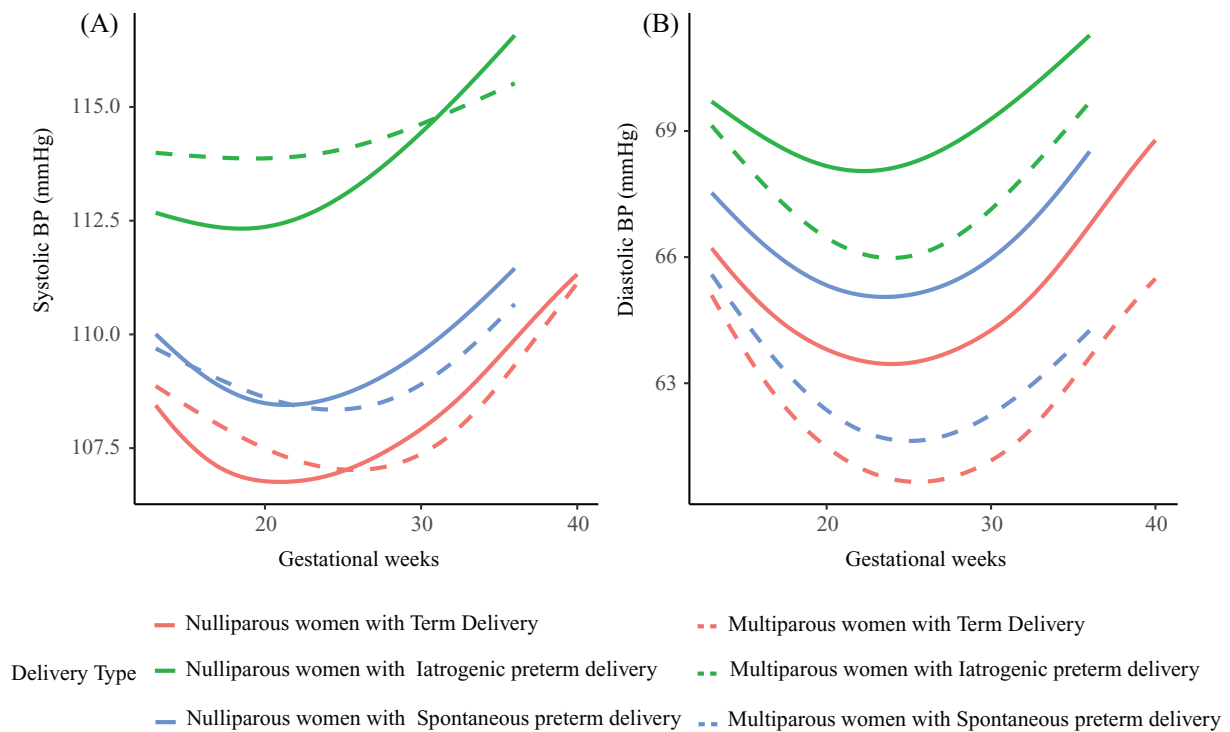 (A)
Systolic BP (mmHg)
115.0
112.5
110.0
107.5
20
30
40
Gestational weeks
(B)
Diastolic BP (mmHg)
69
66
63
20
30
40
Gestational weeks
Delivery Type
Nulliparous women with Term Delivery
Multiparous women with Term Delivery
Nulliparous women with Iatrogenic preterm delivery
Multiparous women with Iatrogenic preterm delivery
Nulliparous women with Spontaneous preterm delivery
Multiparous women with Spontaneous preterm delivery